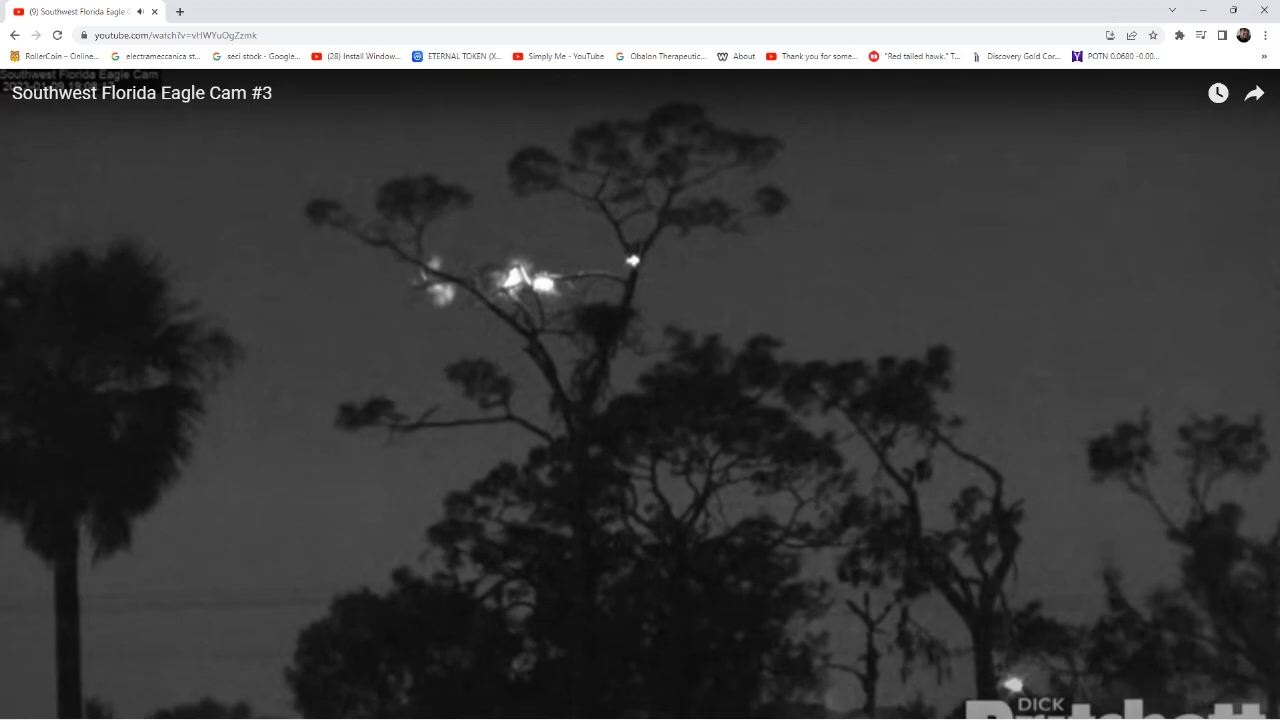 (9) Southwest Florida Eagle C
youtube.com/watch?v=vHWYuOgZzmk
RollerCoin – Online...
electrameccanica st...
seci stock - Google...
(28) Install Window...
ETERNAL TOKEN (X...
Simply Me - YouTube
Obalon Therapeutic...
About
Thank you for some...
"Red tailed hawk." T...
Discovery Gold Cor...
POTN 0.0680 -0.00...
Southwest Florida Eagle Cam
Southwest Florida Eagle Cam #3
DICK
Pritchett